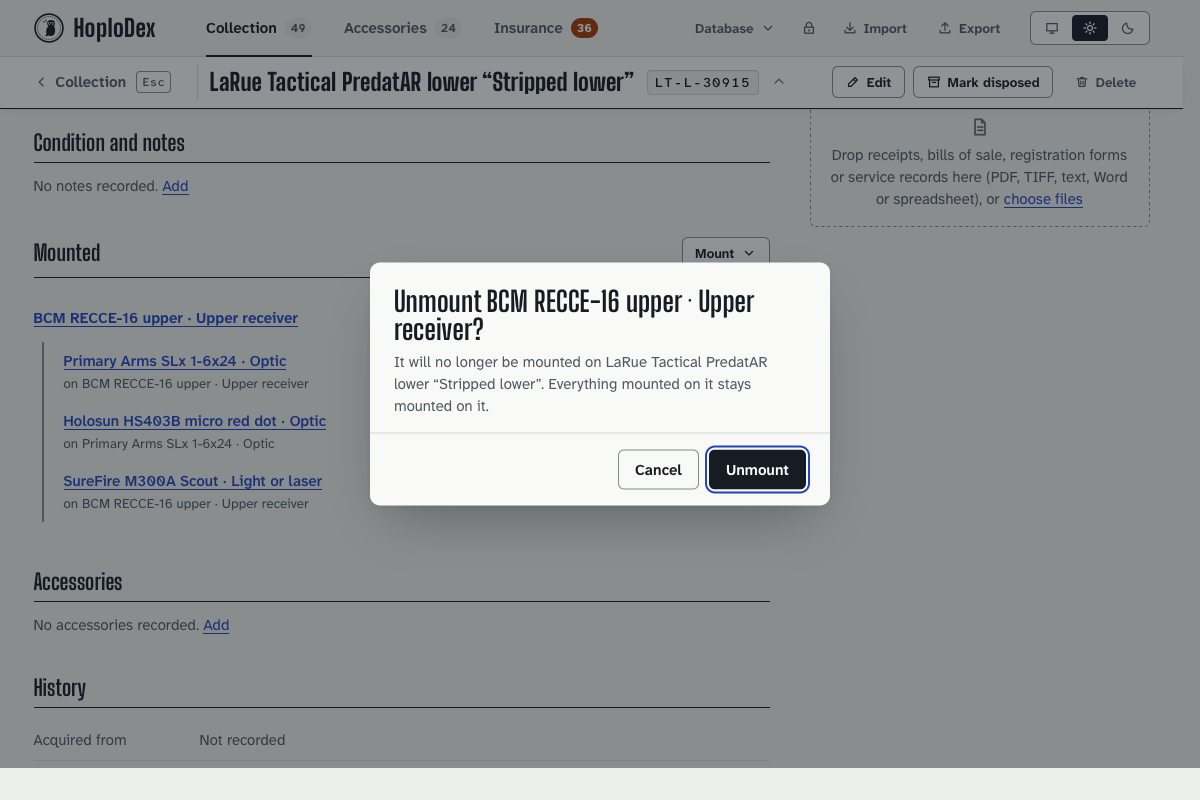 HoploDex
Collection 49
Accessories 24
Insurance 36
Database
Import
Export
Collection Esc
LaRue Tactical PredatAR lower “Stripped lower”
LT-L-30915
Edit
Mark disposed
Delete
Condition and notes
No notes recorded. Add
Drop receipts, bills of sale, registration forms
or service records here (PDF, TIFF, text, Word
or spreadsheet), or choose files
Mounted
Mount
BCM RECCE-16 upper · Upper receiver
Primary Arms SLx 1-6x24 · Optic
on BCM RECCE-16 upper · Upper receiver
Holosun HS403B micro red dot · Optic
on Primary Arms SLx 1-6x24 · Optic
SureFire M300A Scout · Light or laser
on BCM RECCE-16 upper · Upper receiver
Unmount BCM RECCE-16 upper · Upper
receiver?
It will no longer be mounted on LaRue Tactical PredatAR
lower “Stripped lower”. Everything mounted on it stays
mounted on it.
Cancel
Unmount
Accessories
No accessories recorded. Add
History
Acquired from Not recorded